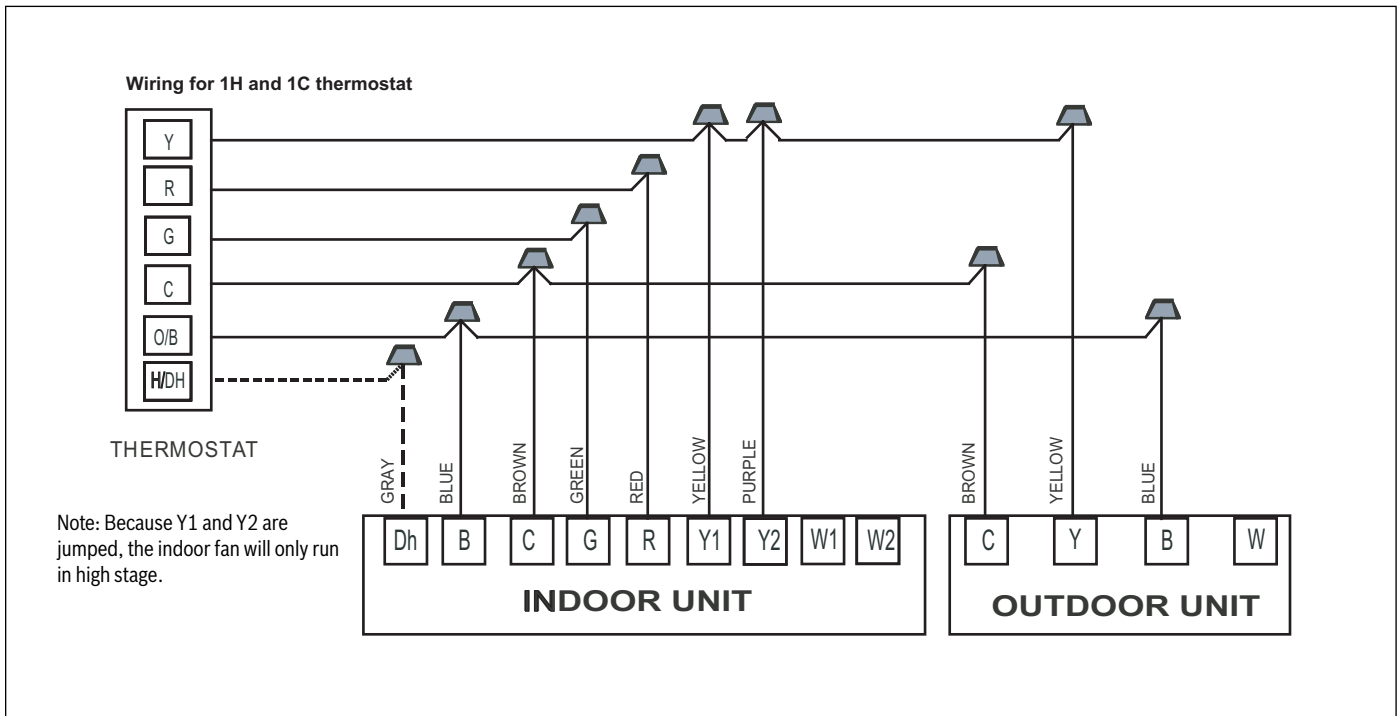 Wiring for 1H and 1C thermostat
Y
R
G
C
O/B
H/DH
THERMOSTAT
Note: Because Y1 and Y2 are
jumped, the indoor fan will only run
in high stage.
GRAY
BLUE
BROWN
GREEN
RED
YELLOW
PURPLE
BROWN
YELLOW
BLUE
Dh B C G R Y1 Y2 W1 W2
INDOOR UNIT
C Y B W
OUTDOOR UNIT